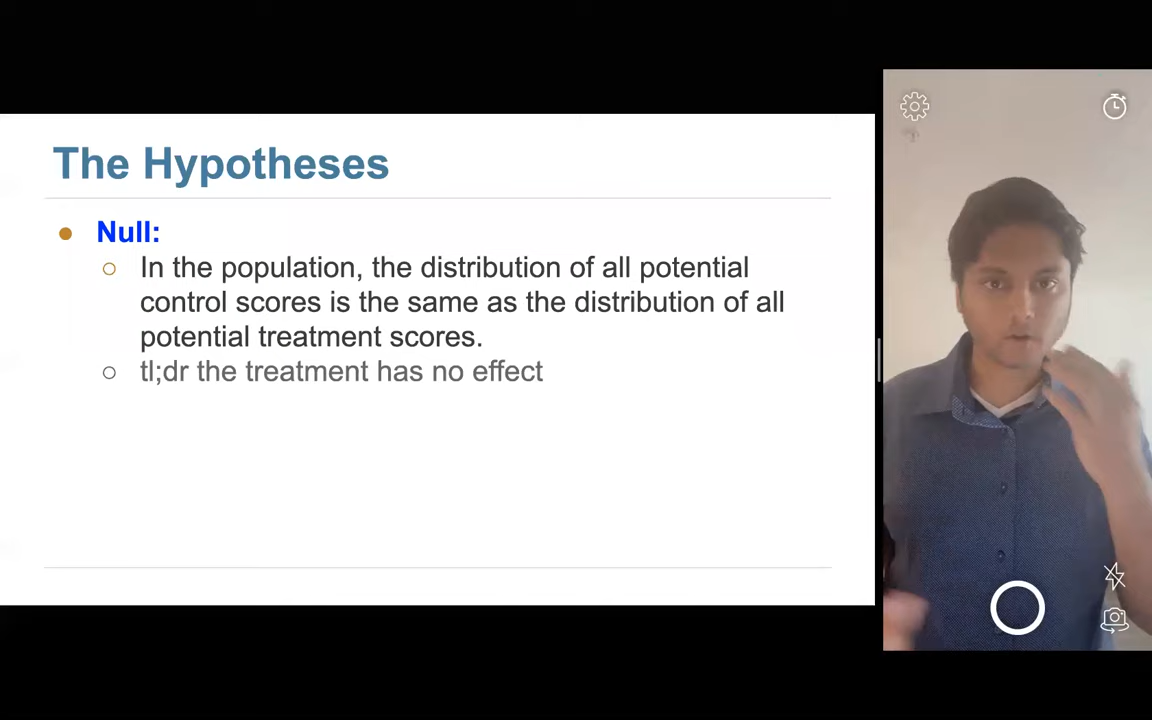 The Hypotheses
Null:
In the population, the distribution of all potential
control scores is the same as the distribution of all
potential treatment scores.
tl;dr the treatment has no effect